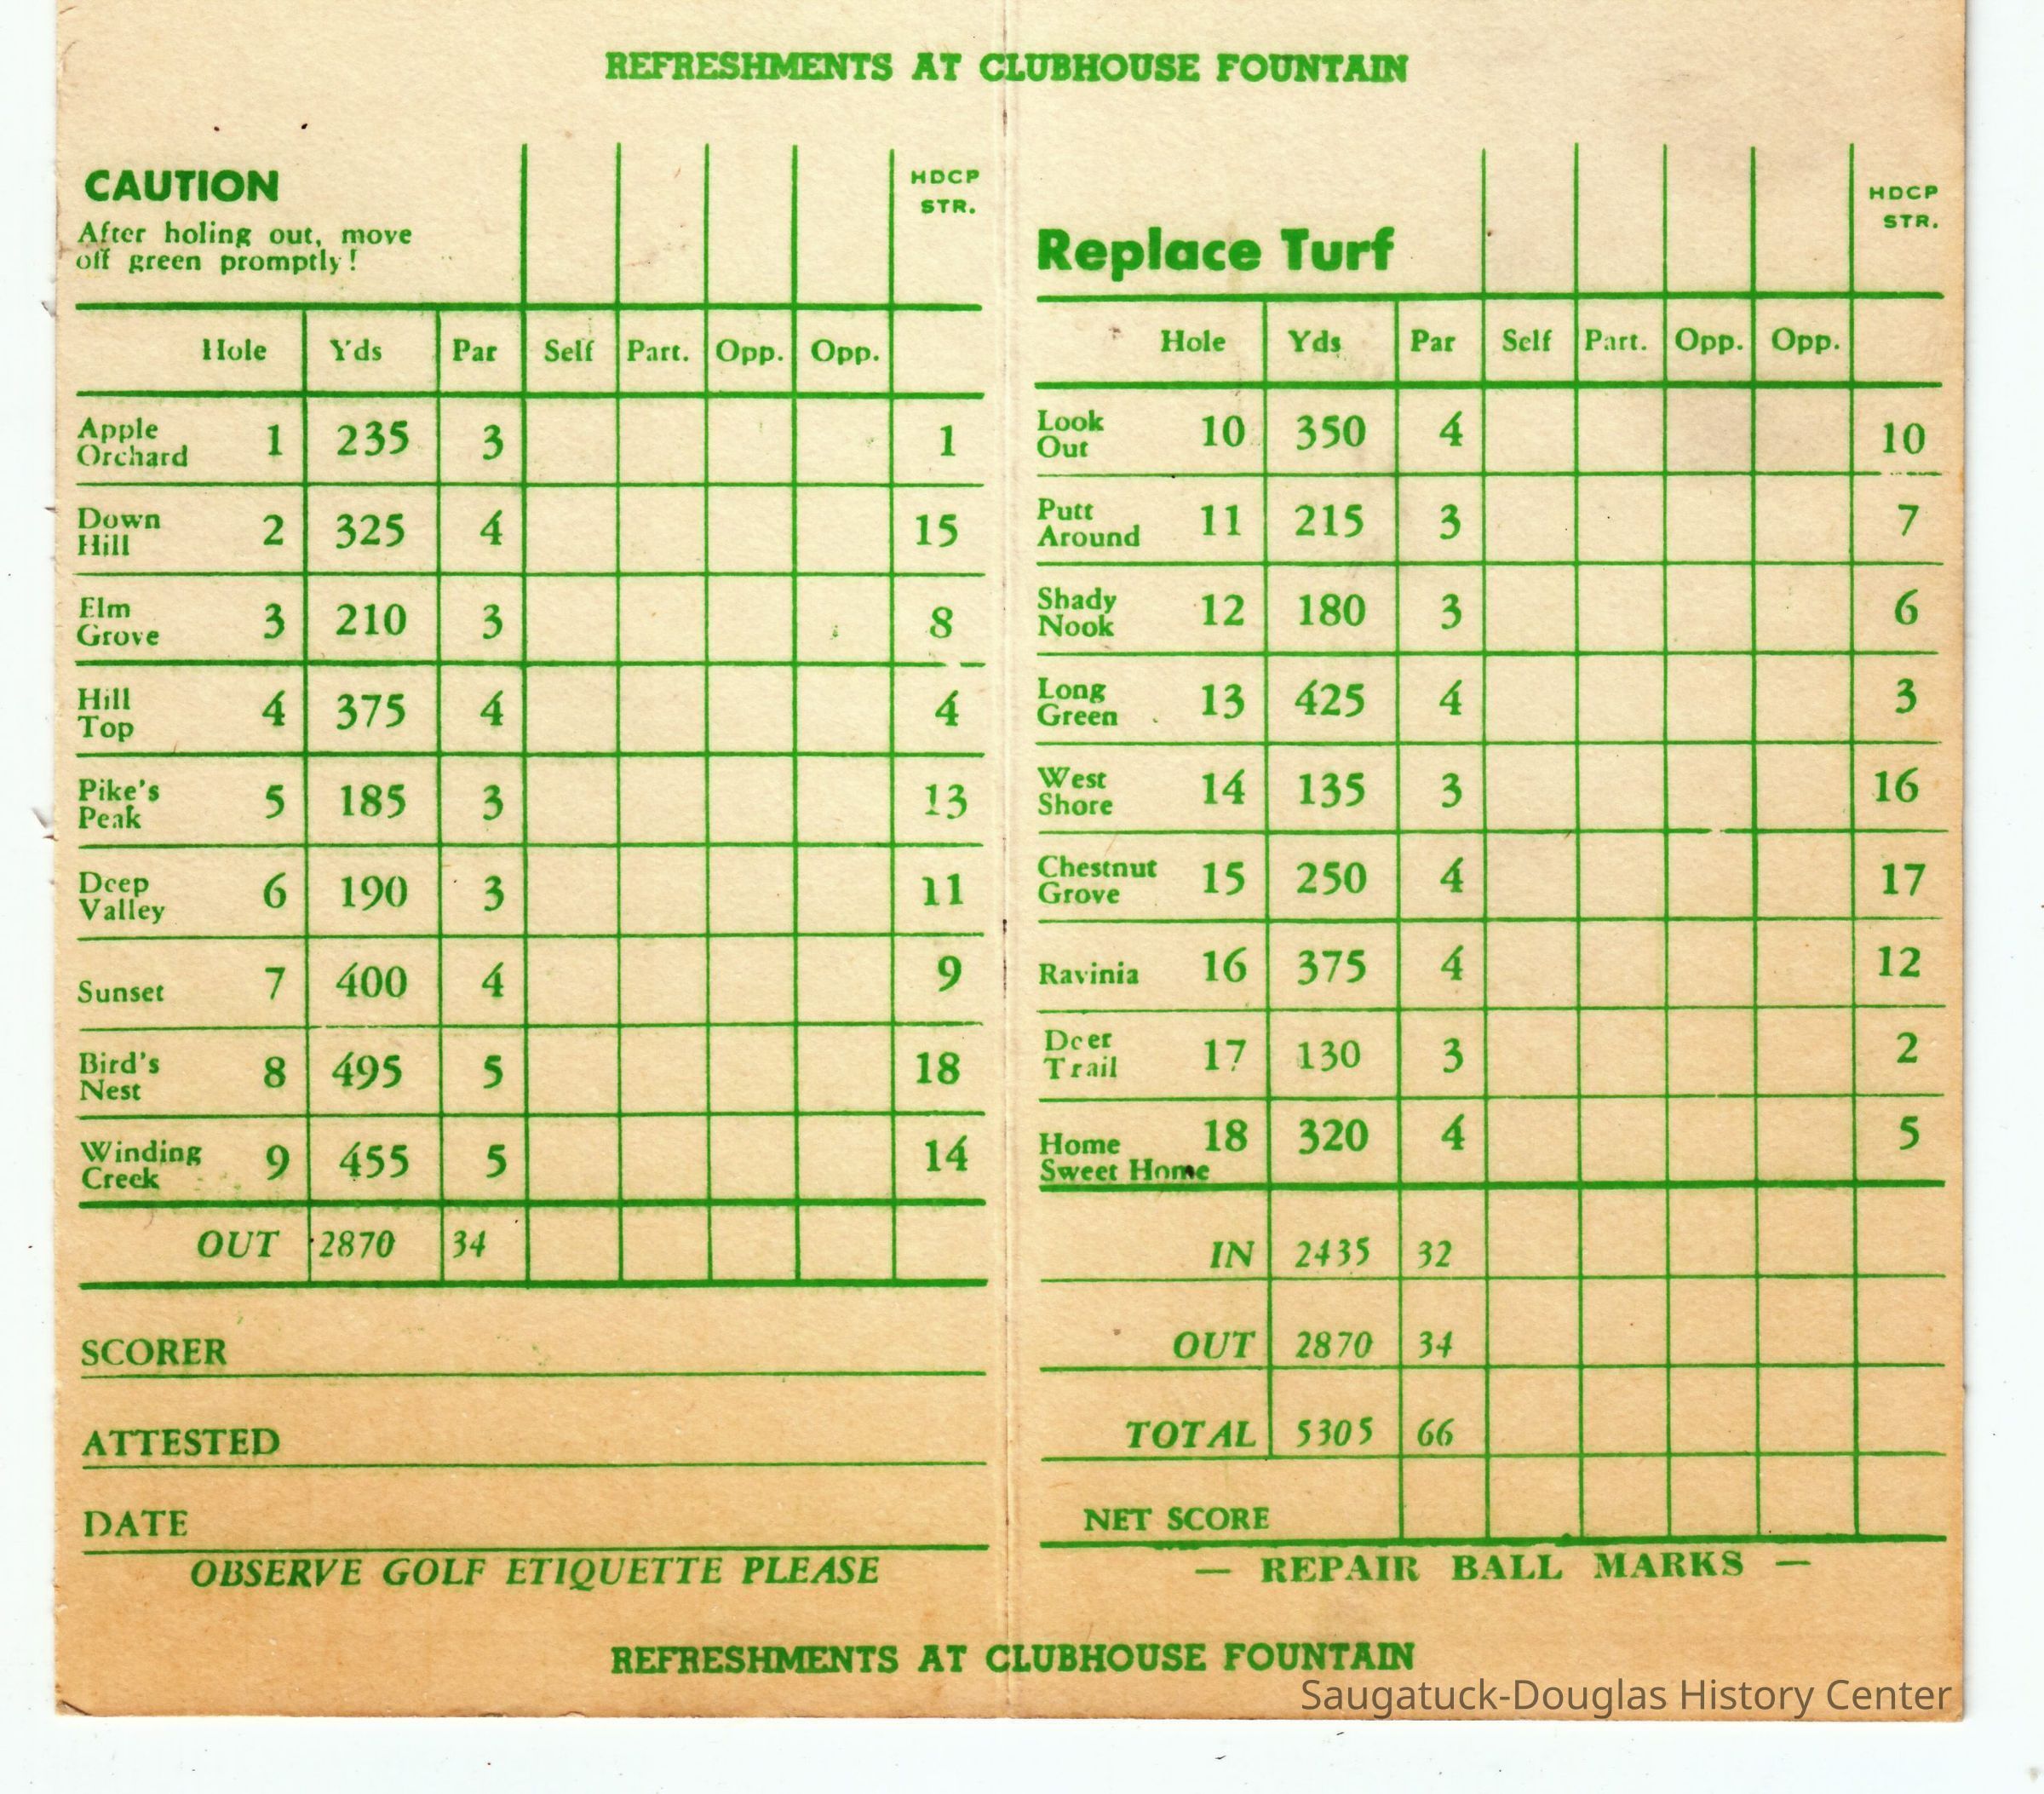 REFRESHMENTS AT CLUBHOUSE FOUNTAIN
CAUTION
After holing out, move
off green promptly!
HDCP
STR.
Hole Yds Par Self Part. Opp. Opp.
Apple
Orchard 1 235 3 1
Down
Hill 2 325 4 15
Elm
Grove 3 210 3 8
Hill
Top 4 375 4 4
Pike's
Peak 5 185 3 13
Deep
Valley 6 190 3 11
Sunset 7 400 4 9
Bird's
Nest 8 495 5 18
Winding
Creek 9 455 5 14
OUT 2870 34
SCORER
ATTESTED
DATE
OBSERVE GOLF ETIQUETTE PLEASE
Replace Turf
HDCP
STR.
Hole Yds Par Self Part. Opp. Opp.
Look
Out 10 350 4 10
Putt
Around 11 215 3 7
Shady
Nook 12 180 3 6
Long
Green 13 425 4 3
West
Shore 14 135 3 16
Chestnut
Grove 15 250 4 17
Ravinia 16 375 4 12
Deer
Trail 17 130 3 2
Home 18 320 4 5
Sweet Home
IN 2435 32
OUT 2870 34
TOTAL 5305 66
NET SCORE
— REPAIR BALL MARKS —
REFRESHMENTS AT CLUBHOUSE FOUNTAIN
Saugatuck-Douglas History Center